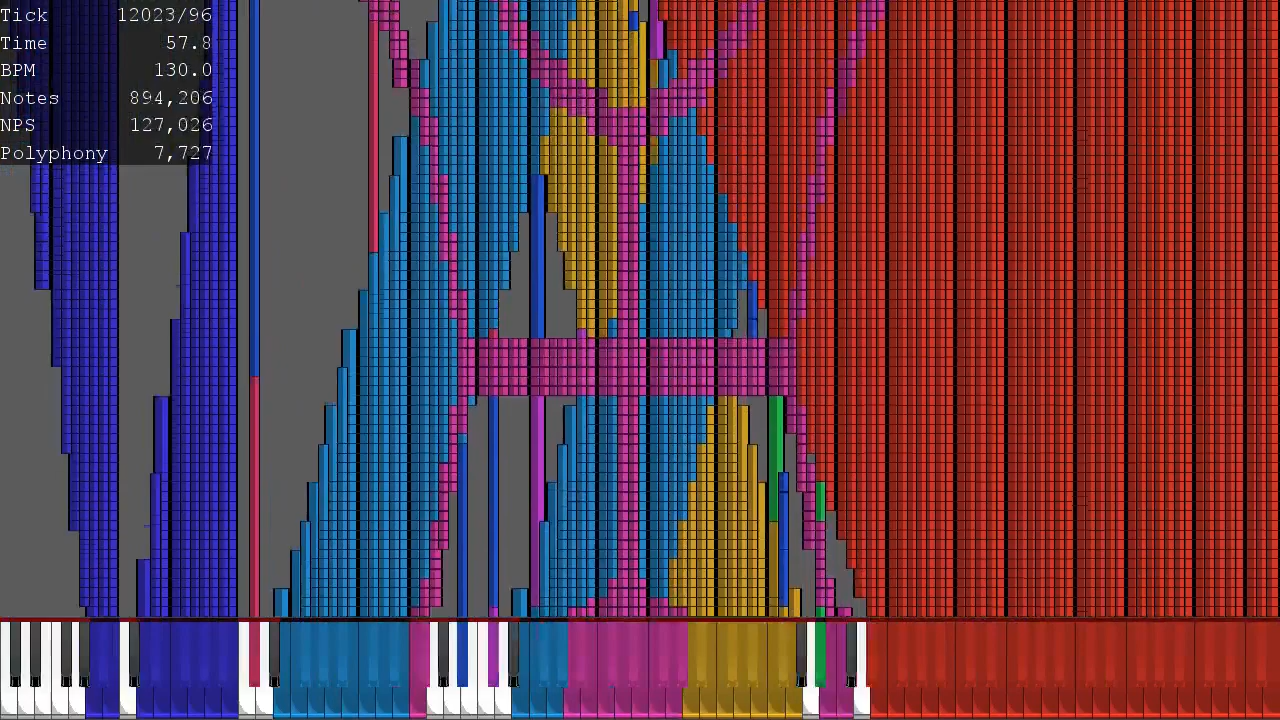 Tick 12023/96
Time 57.8
BPM 130.0
Notes 894,206
NPS 127,026
Polyphony 7,727